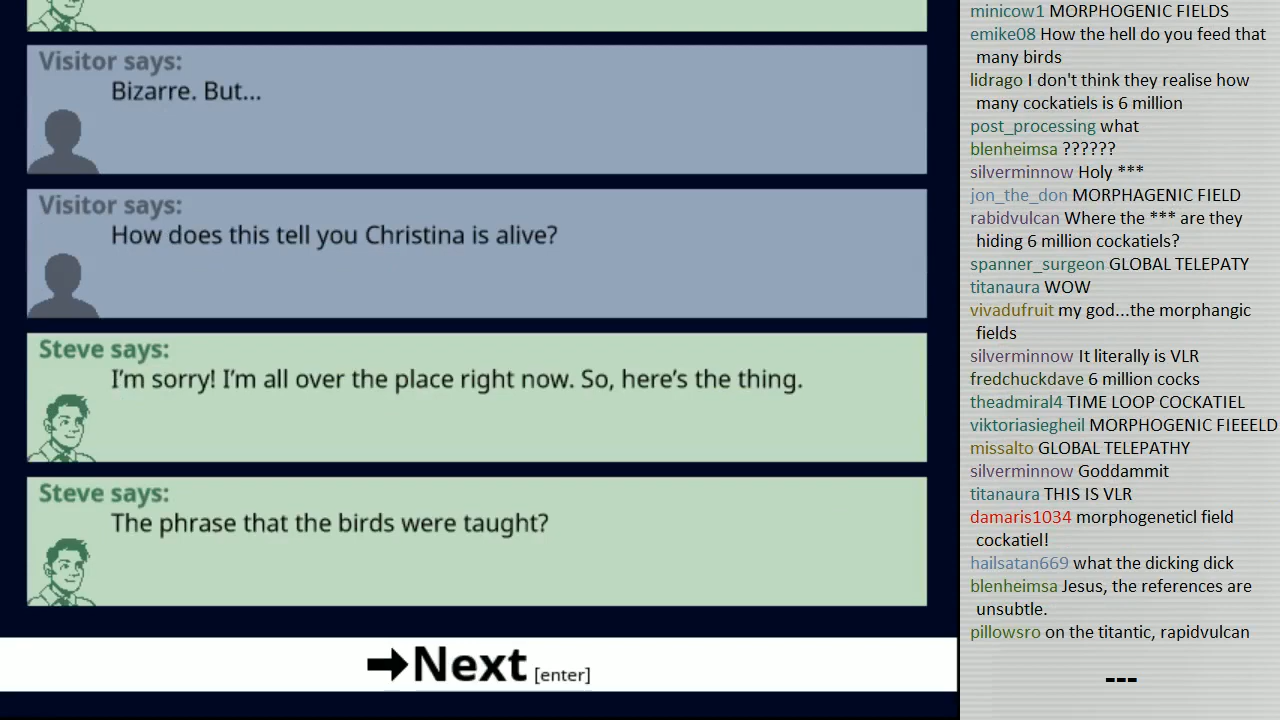 Visitor says:
Bizarre. But...
Visitor says:
How does this tell you Christina is alive?
Steve says:
I'm sorry! I'm all over the place right now. So, here's the thing.
Steve says:
The phrase that the birds were taught?
➡Next [enter]
minicow1 MORPHOGENIC FIELDS
emike08 How the hell do you feed that
many birds
lidrago I don't think they realise how
many cockatiels is 6 million
post_processing what
blenheimsa ??????
silverminnow Holy ***
jon_the_don MORPHAGENIC FIELD
rabidvulcan Where the *** are they
hiding 6 million cockatiels?
spanner_surgeon GLOBAL TELEPATY
titanaura WOW
vivadufruit my god...the morphangic
fields
silverminnow It literally is VLR
fredchuckdave 6 million cocks
theadmiral4 TIME LOOP COCKATIEL
viktoriasiegheil MORPHOGENIC FIEEELD
missalto GLOBAL TELEPATHY
silverminnow Goddammit
titanaura THIS IS VLR
damaris1034 morphogeneticl field
cockatiel!
hailsatan669 what the dicking dick
blenheimsa Jesus, the references are
unsubtle.
pillowsro on the titantic, rapidvulcan
---